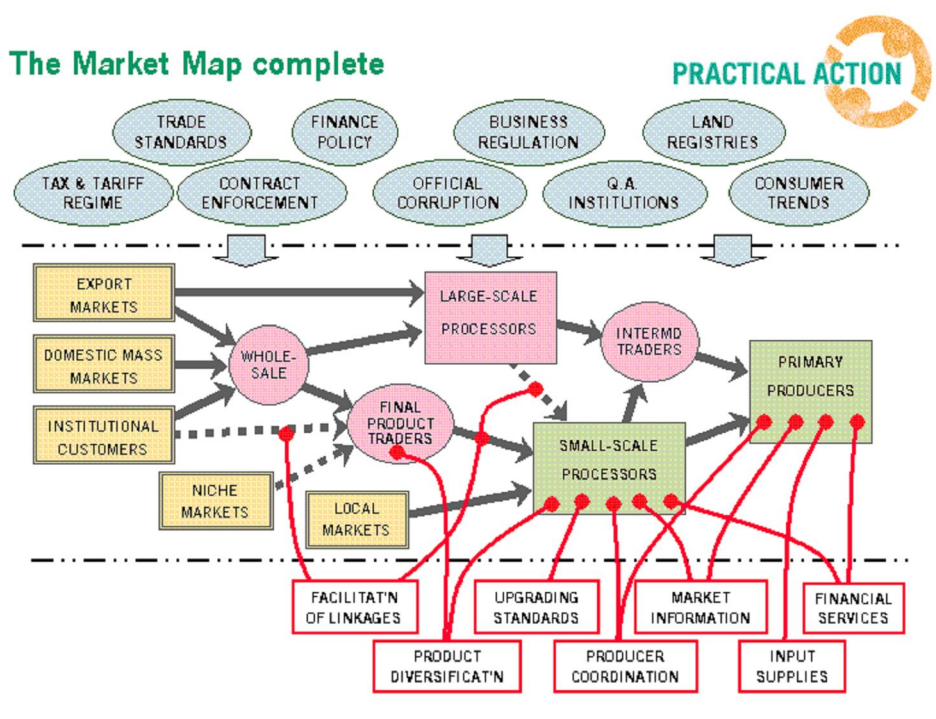 The Market Map complete
PRACTICAL ACTION
TRADE
STANDARDS
FINANCE
POLICY
BUSINESS
REGULATION
LAND
REGISTRIES
TAX & TARIFF
REGIME
CONTRACT
ENFORCEMENT
OFFICIAL
CORRUPTION
Q.A.
INSTITUTIONS
CONSUMER
TRENDS
EXPORT
MARKETS
LARGE-SCALE
PROCESSORS
INTERMD
TRADERS
DOMESTIC MASS
MARKETS
WHOLE-
SALE
PRIMARY
PRODUCERS
INSTITUTIONAL
CUSTOMERS
FINAL
PRODUCT
TRADERS
SMALL-SCALE
PROCESSORS
NICHE
MARKETS
LOCAL
MARKETS
FACILITAT'N
OF LINKAGES
UPGRADING
STANDARDS
MARKET
INFORMATION
FINANCIAL
SERVICES
PRODUCT
DIVERSIFICAT'N
PRODUCER
COORDINATION
INPUT
SUPPLIES